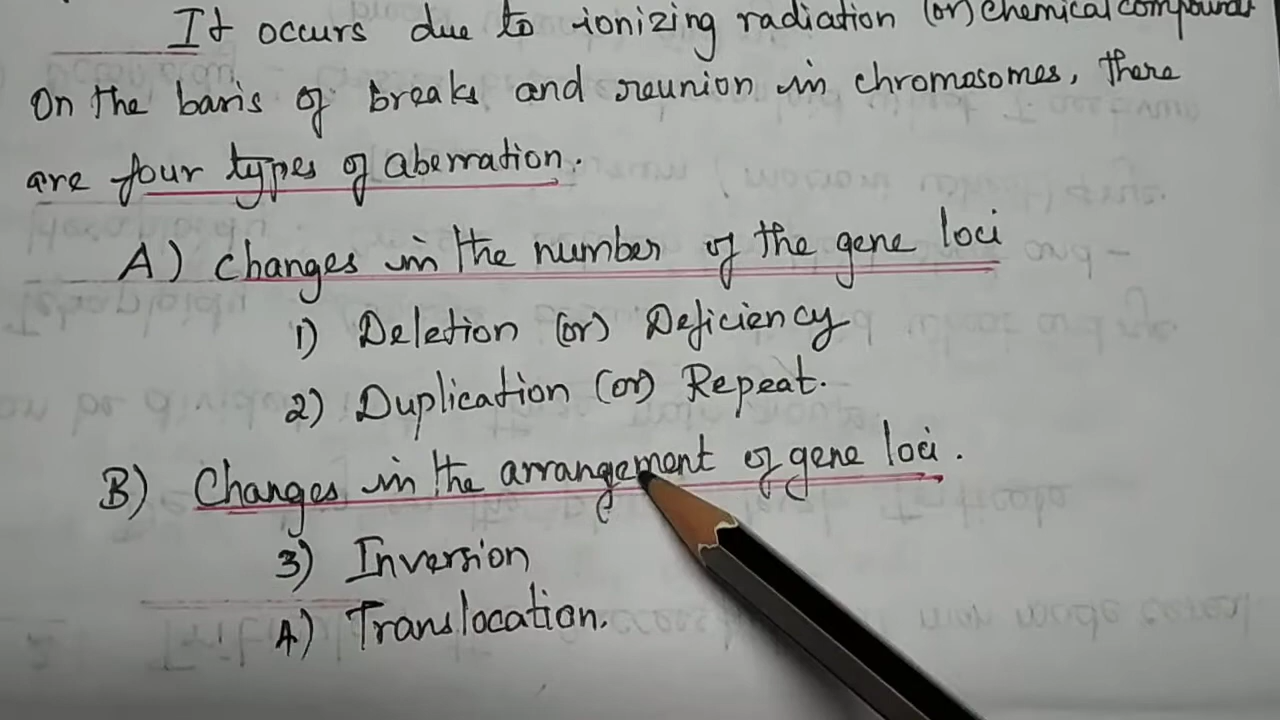 It occurs due to ionizing radiation (or) chemical compounds
On the basis of breaks and reunion in chromosomes, there
are four types of aberration.
A) Changes in the number of the gene loci
1) Deletion (or) Deficiency
2) Duplication (or) Repeat.
B) Changes in the arrangement of gene loci.
3) Inversion
4) Translocation.